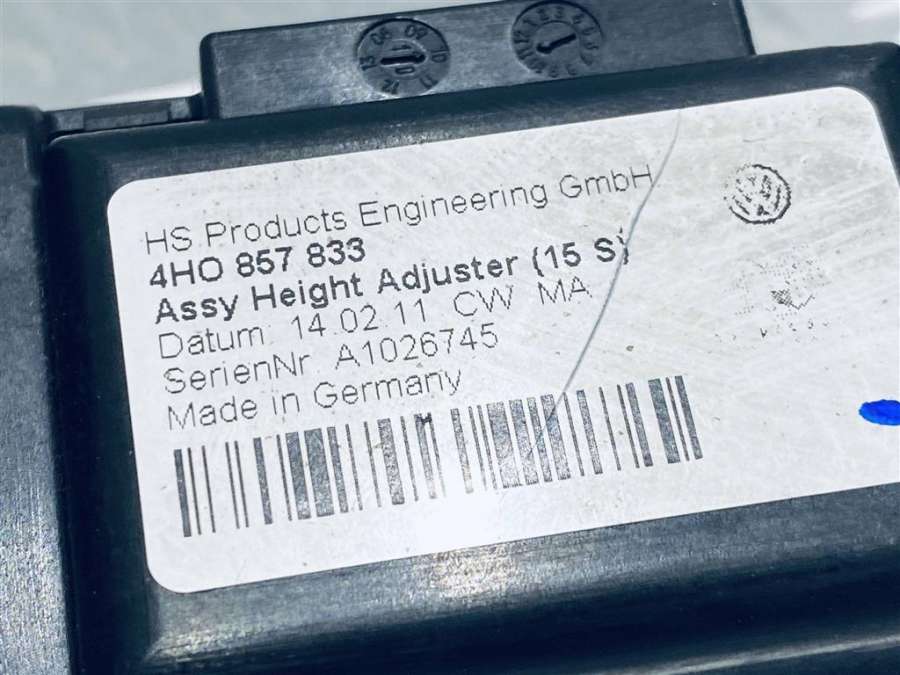 HS Products Engineering GmbH
4HO 857 833
Assy Height Adjuster (15 S)
Datum: 14.02.11 CW MA
SerienNr. A1026745
Made in Germany